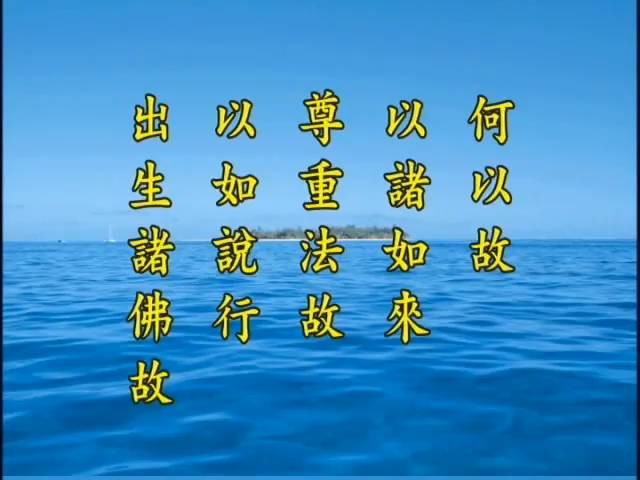 何以故
以諸如來
尊重法故
以如說行
出生諸佛故